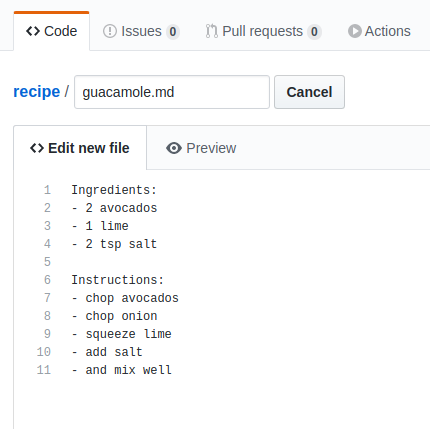 Code Issues 0 Pull requests 0 Actions
recipe / guacamole.md Cancel
Edit new file Preview
1 Ingredients:
2 - 2 avocados
3 - 1 lime
4 - 2 tsp salt
5
6 Instructions:
7 - chop avocados
8 - chop onion
9 - squeeze lime
10 - add salt
11 - and mix well